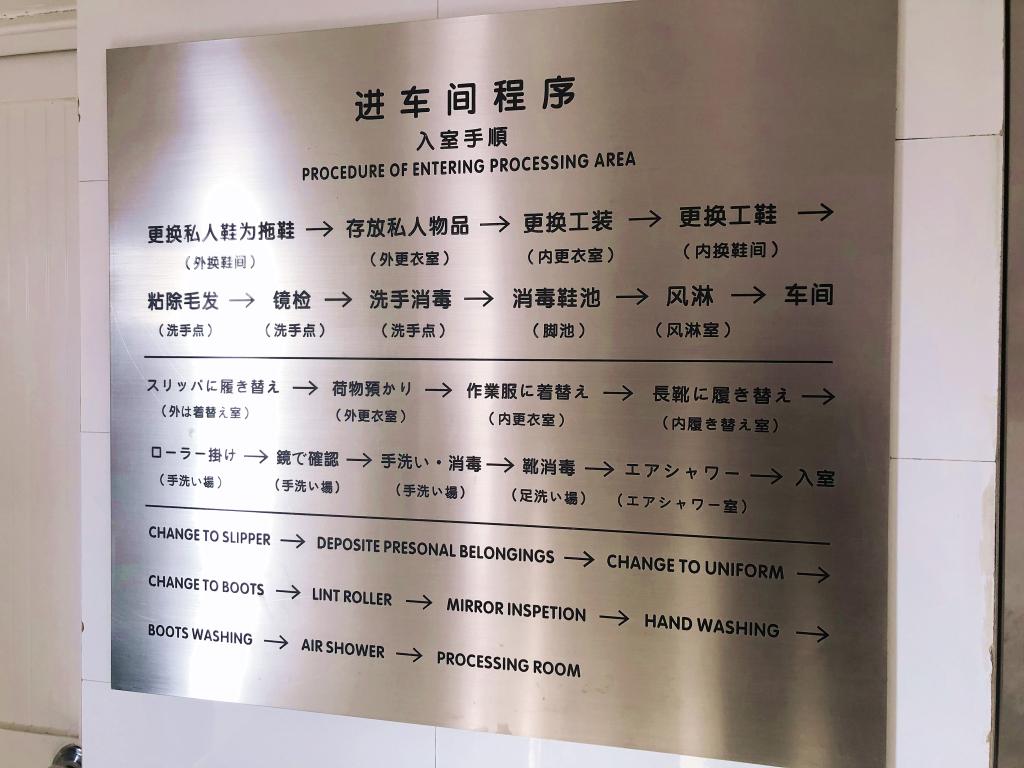 进车间程序
入室手順
PROCEDURE OF ENTERING PROCESSING AREA
更换私人鞋为拖鞋 → 存放私人物品 → 更换工装 → 更换工鞋 →
（外换鞋间） （外更衣室） （内更衣室） （内换鞋间）
粘除毛发 → 镜检 → 洗手消毒 → 消毒鞋池 → 风淋 → 车间
（洗手点） （洗手点） （洗手点） （脚池） （风淋室）
スリッパに履き替え → 荷物預かり → 作業服に着替え → 長靴に履き替え →
（外は着替え室） （外更衣室） （内更衣室） （内履き替え室）
ローラー掛け → 鏡で確認 → 手洗い・消毒 → 靴消毒 → エアシャワー → 入室
（手洗い場） （手洗い場） （手洗い場） （足洗い場） （エアシャワー室）
CHANGE TO SLIPPER → DEPOSITE PRESONAL BELONGINGS → CHANGE TO UNIFORM →
CHANGE TO BOOTS → LINT ROLLER → MIRROR INSPETION → HAND WASHING →
BOOTS WASHING → AIR SHOWER → PROCESSING ROOM